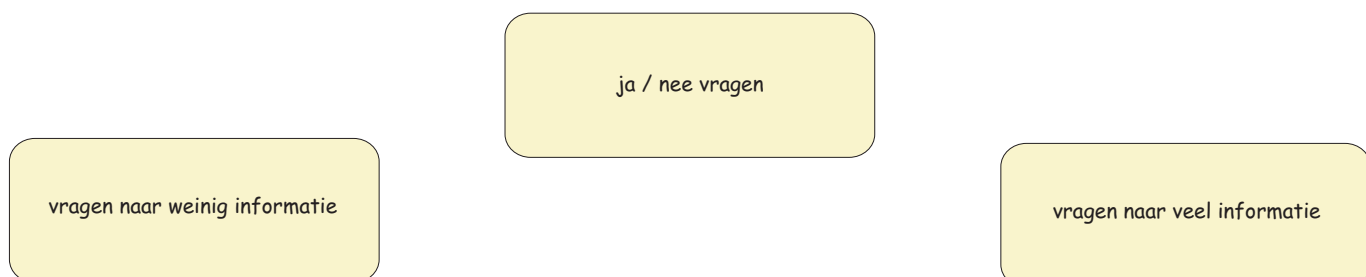 ja / nee vragen
vragen naar weinig informatie
vragen naar veel informatie